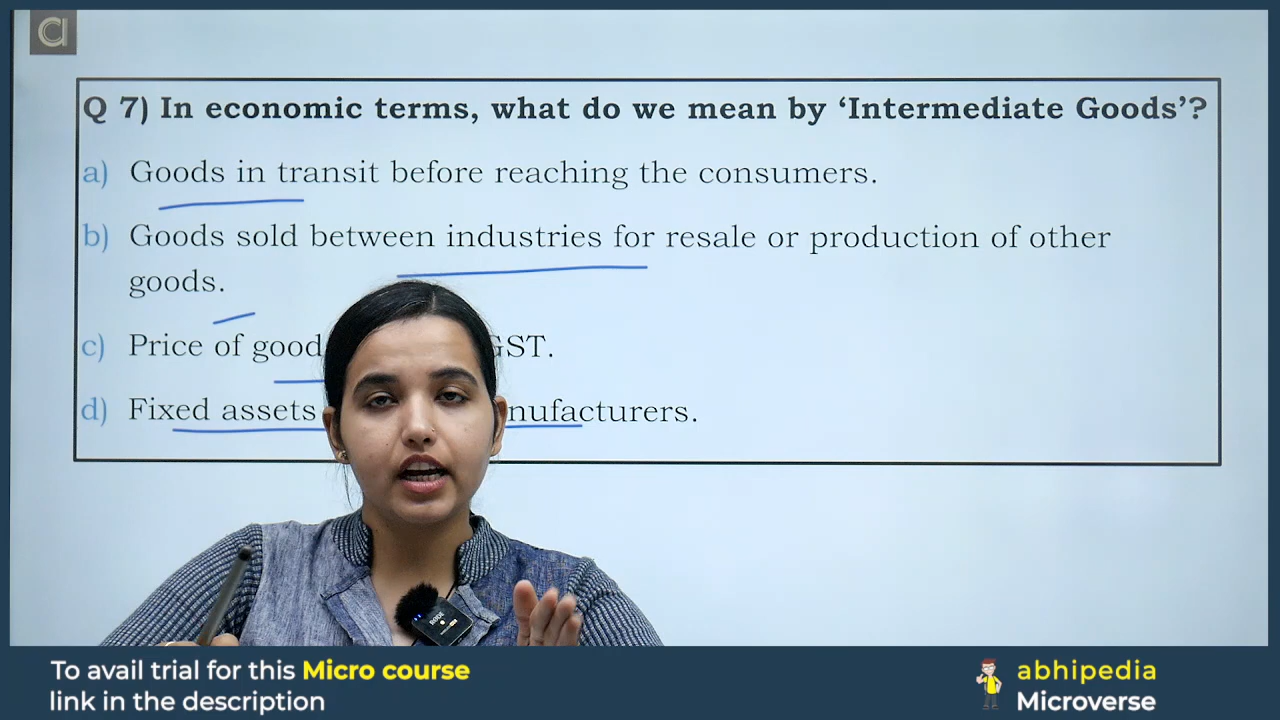 Q 7) In economic terms, what do we mean by ‘Intermediate Goods’?
a) Goods in transit before reaching the consumers.
b) Goods sold between industries for resale or production of other
goods.
c) Price of good GST.
d) Fixed assets nufacturers.
RODE
To avail trial for this Micro course
link in the description
abhipedia
Microverse